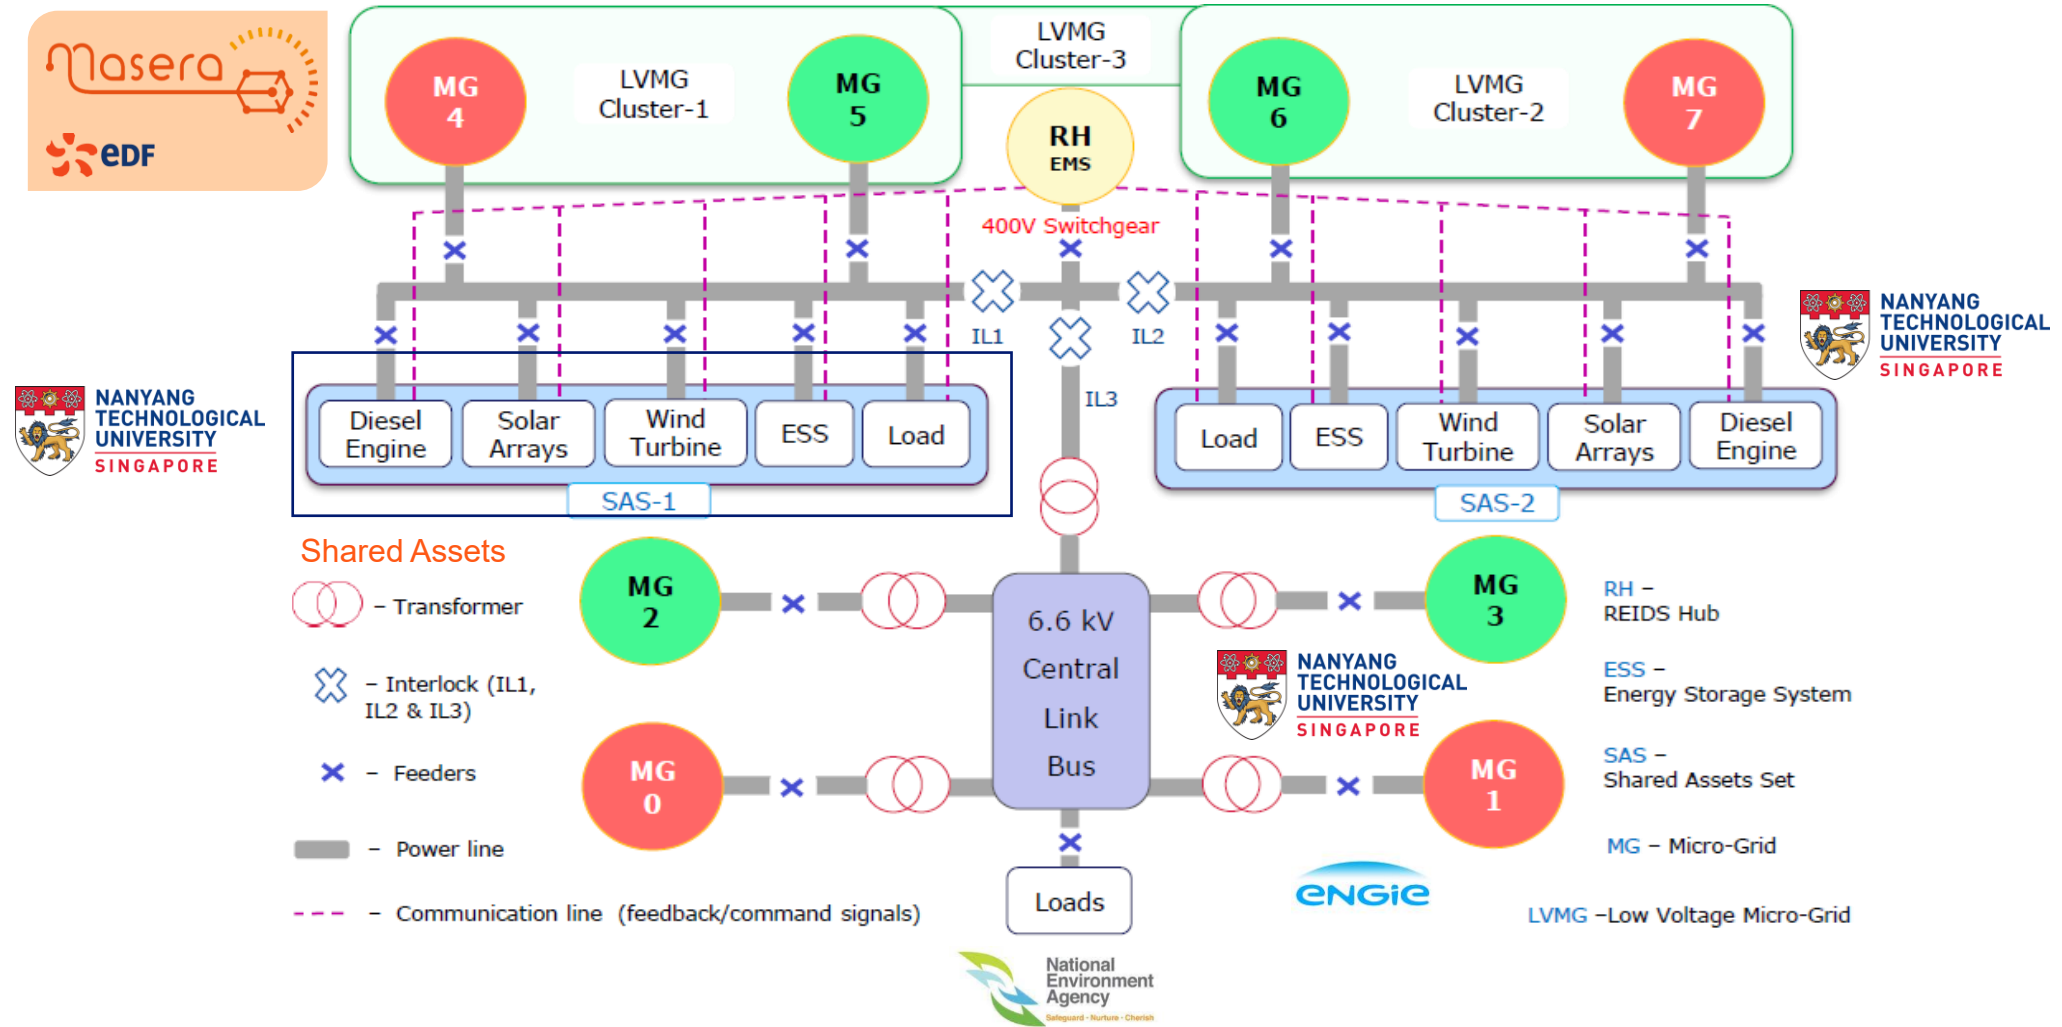 Masera
eDF
MG
4
LVMG
Cluster-1
MG
5
LVMG
Cluster-3
RH
EMS
MG
6
LVMG
Cluster-2
MG
7
400V Switchgear
IL1
IL2
IL3
NANYANG
TECHNOLOGICAL
UNIVERSITY
SINGAPORE
NANYANG
TECHNOLOGICAL
UNIVERSITY
SINGAPORE
Diesel
Engine
Solar
Arrays
Wind
Turbine
ESS
Load
SAS-1
Load
ESS
Wind
Turbine
Solar
Arrays
Diesel
Engine
SAS-2
Shared Assets
– Transformer
– Interlock (IL1,
IL2 & IL3)
– Feeders
– Power line
– Communication line (feedback/command signals)
MG
2
MG
0
6.6 kV
Central
Link
Bus
MG
3
NANYANG
TECHNOLOGICAL
UNIVERSITY
SINGAPORE
MG
1
ENGiE
Loads
National
Environment
Agency
Safeguard · Nurture · Cherish
RH –
REIDS Hub
ESS –
Energy Storage System
SAS –
Shared Assets Set
MG – Micro-Grid
LVMG –Low Voltage Micro-Grid